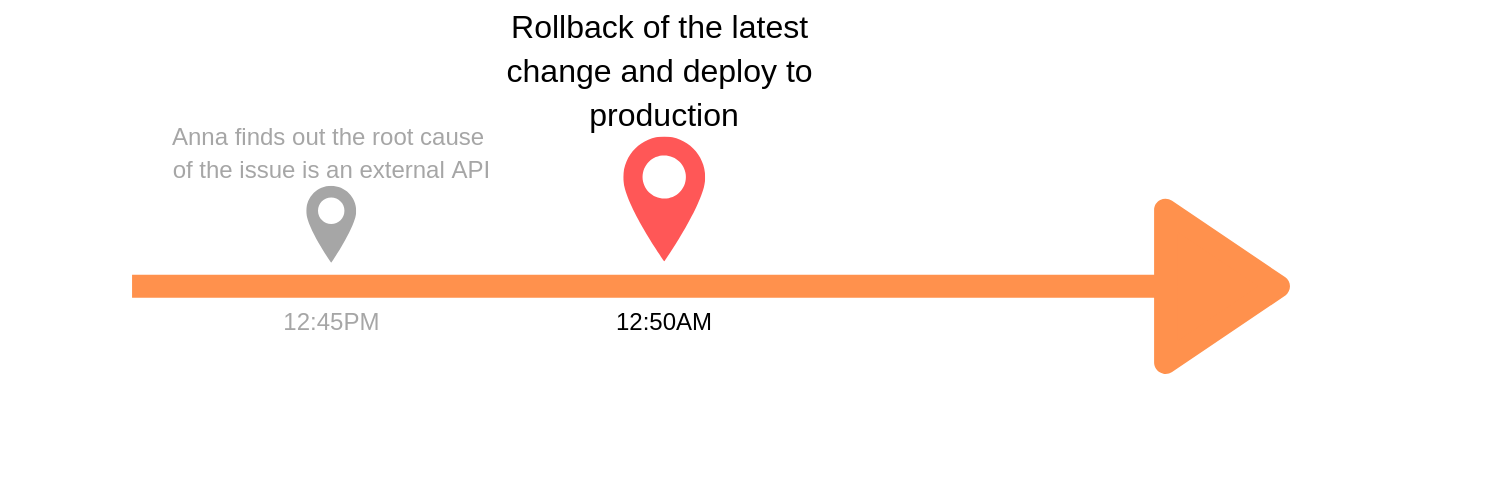 Rollback of the latest
change and deploy to
production
Anna finds out the root cause
of the issue is an external API
12:45PM
12:50AM